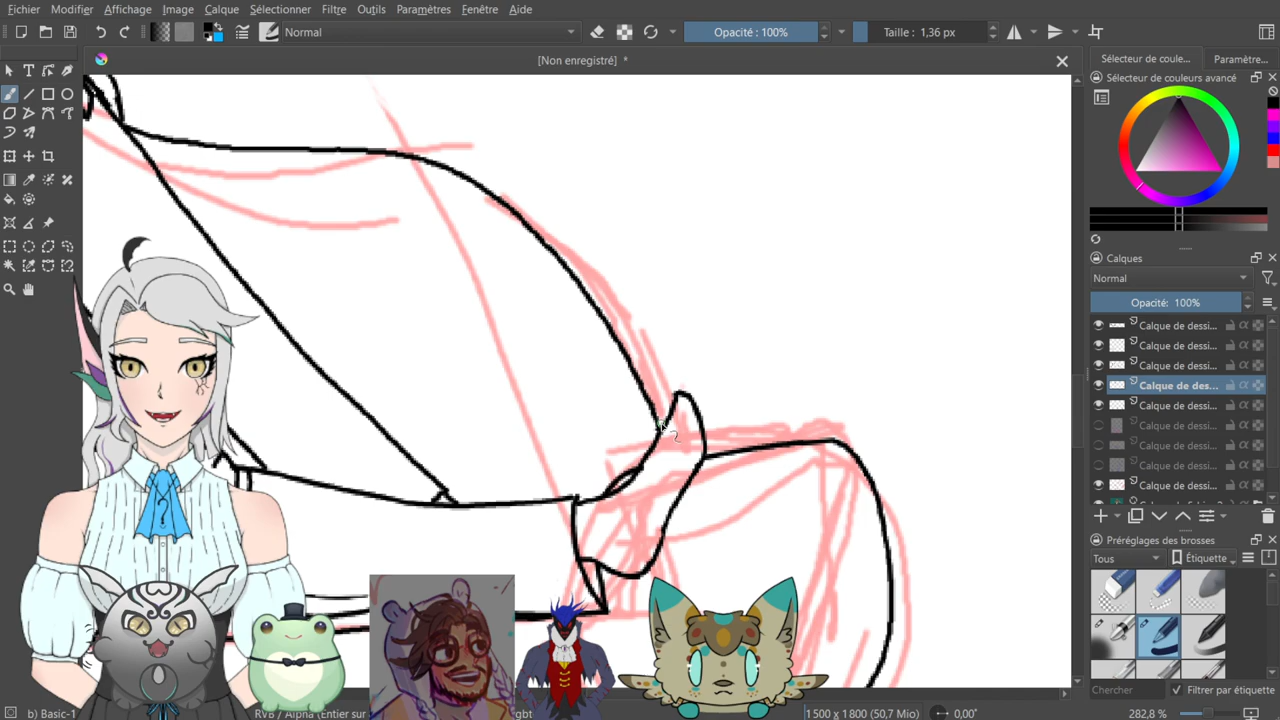 Fichier Modifier Affichage Image Calque Sélectionner Filtre Outils Paramètres Fenêtre Aide
Normal Opacité : 100% Taille : 1,36 px
[Non enregistré] *
Sélecteur de coule... Paramètre...
Sélecteur de couleurs avancé
Calques
Normal
Opacité: 100%
Calque de dessi...
Calque de dessi...
Calque de dessi...
Calque de des...
Calque de dessi...
Calque de dessi...
Calque de dessi...
Calque de dessi...
Calque de dessi...
Préréglages des brosses
Tous Étiquette
Chercher Filtrer par étiquette
b) Basic-1 1 500 x 1 800 (50,7 Mio) 0,00° 282,8 %